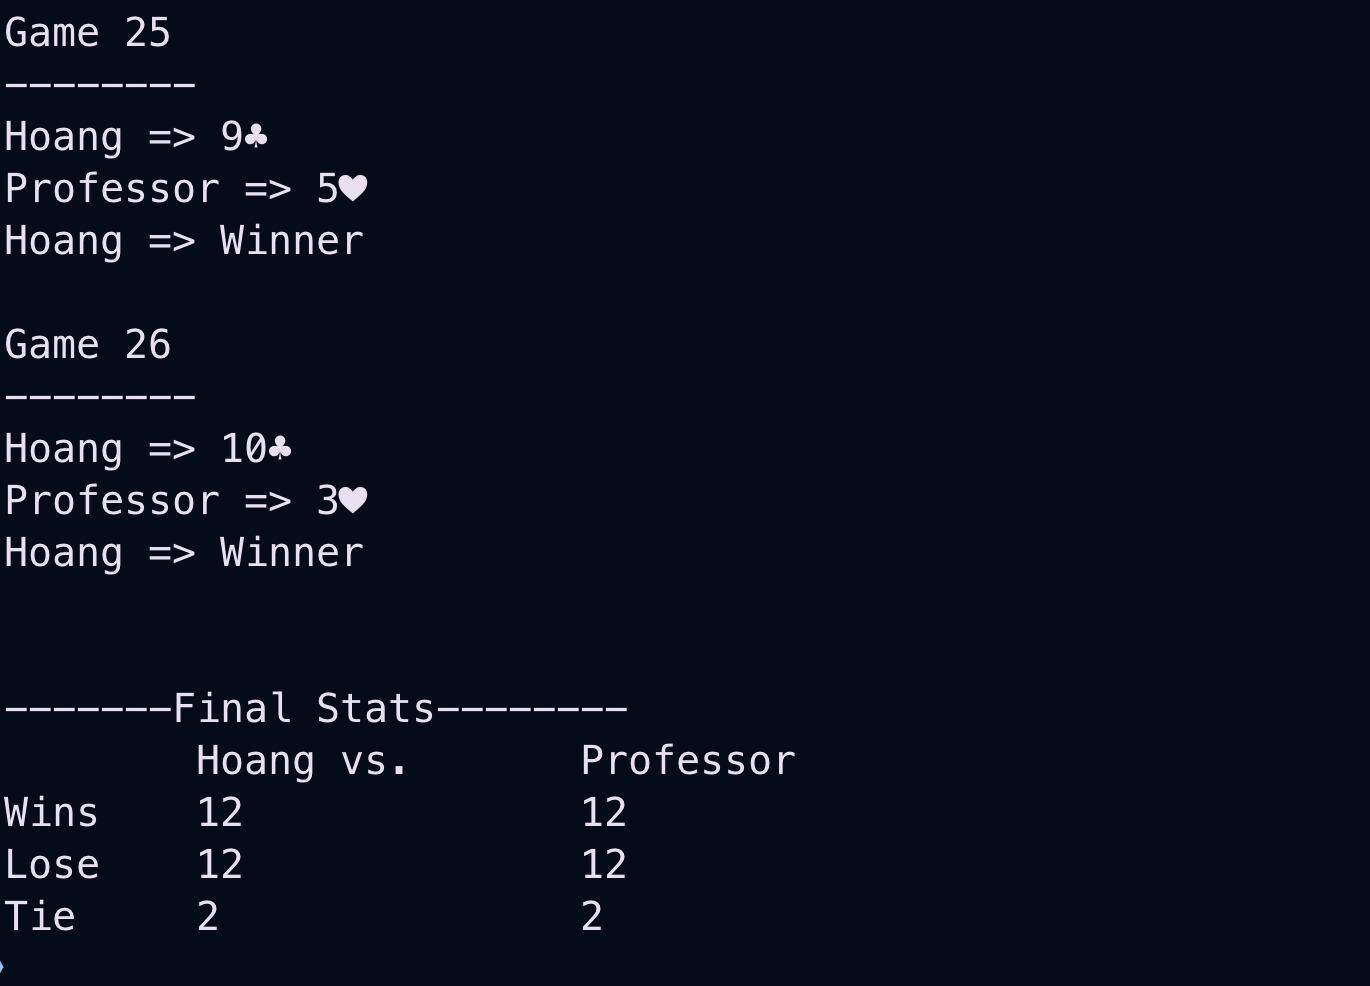 Game 25
--------
Hoang => 9♣
Professor => 5♥
Hoang => Winner

Game 26
--------
Hoang => 10♣
Professor => 3♥
Hoang => Winner

-------Final Stats--------
Hoang vs. Professor
Wins 12 12
Lose 12 12
Tie 2 2